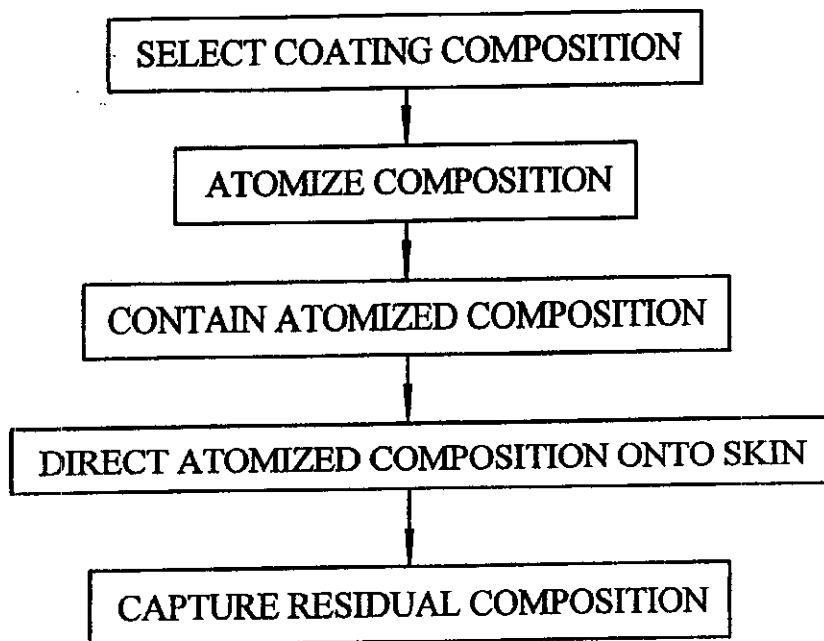 SELECT COATING COMPOSITION
ATOMIZE COMPOSITION
CONTAIN ATOMIZED COMPOSITION
DIRECT ATOMIZED COMPOSITION ONTO SKIN
CAPTURE RESIDUAL COMPOSITION